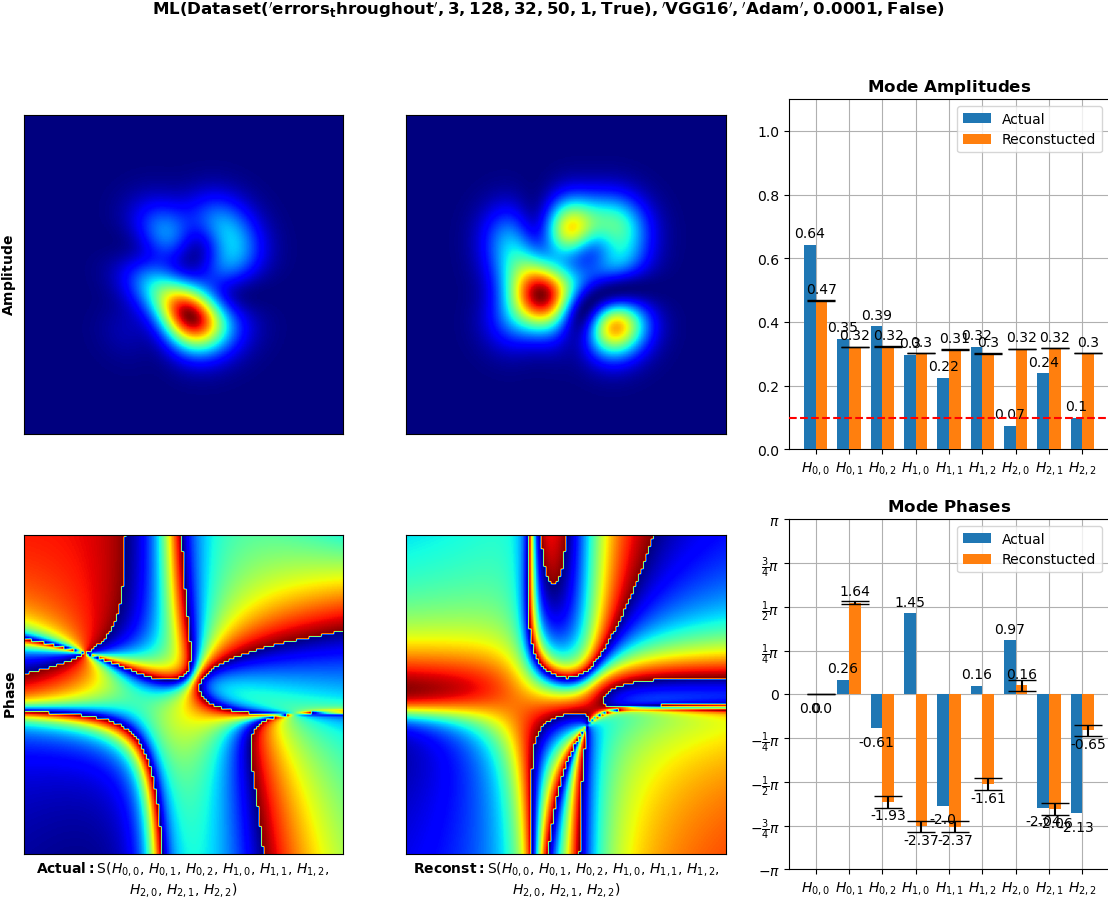 ML(Dataset('errors_throughout', 3, 128, 32, 50, 1, True), 'VGG16', 'Adam', 0.0001, False)
Amplitude
Mode Amplitudes
Actual
Reconstucted
1.0
0.8
0.6
0.4
0.2
0.0
0.64
0.47
0.35
0.32
0.39
0.32
0.3
0.3
0.22
0.31
0.32
0.3
0.07
0.32
0.24
0.32
0.1
0.3
H0,0 H0,1 H0,2 H1,0 H1,1 H1,2 H2,0 H2,1 H2,2
Phase
Actual: S(H0,0, H0,1, H0,2, H1,0, H1,1, H1,2,
H2,0, H2,1, H2,2)
Reconst: S(H0,0, H0,1, H0,2, H1,0, H1,1, H1,2,
H2,0, H2,1, H2,2)
Mode Phases
Actual
Reconstucted
π
3/4π
1/2π
1/4π
0
−1/4π
−1/2π
−3/4π
−π
0.0
0.0
0.26
1.64
-0.61
-1.93
1.45
-2.37
-2.0
-2.37
0.16
-1.61
0.97
0.16
-2.06
-2.13
-0.65
H0,0 H0,1 H0,2 H1,0 H1,1 H1,2 H2,0 H2,1 H2,2